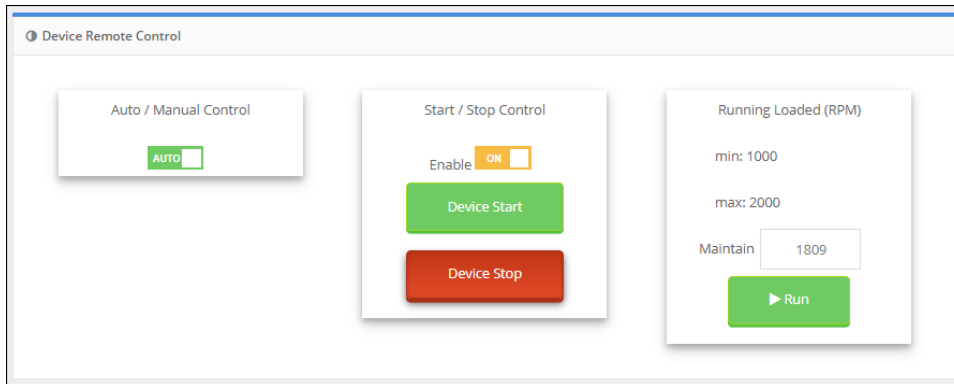 Device Remote Control
Auto / Manual Control
AUTO
Start / Stop Control
Enable ON
Device Start
Device Stop
Running Loaded (RPM)
min: 1000
max: 2000
Maintain 1809
Run